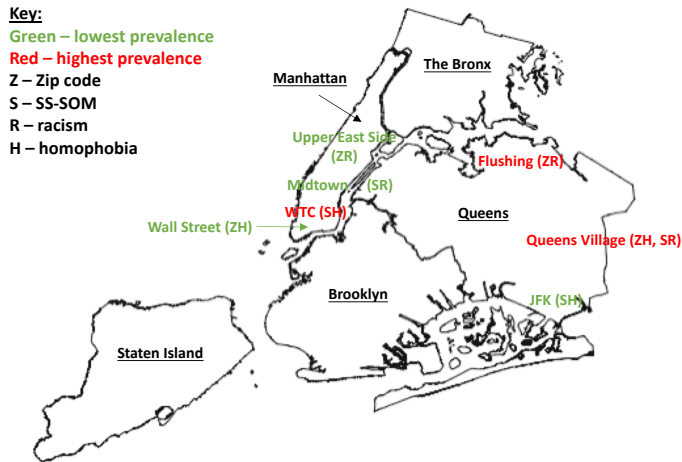 Key:
Green – lowest prevalence
Red – highest prevalence
Z – Zip code
S – SS-SOM
R – racism
H – homophobia
The Bronx
Manhattan
Upper East Side
(ZR)
Flushing (ZR)
Midtown (SR)
WTC (SH)
Queens
Wall Street (ZH)
Queens Village (ZH, SR)
Brooklyn
JFK (SH)
Staten Island